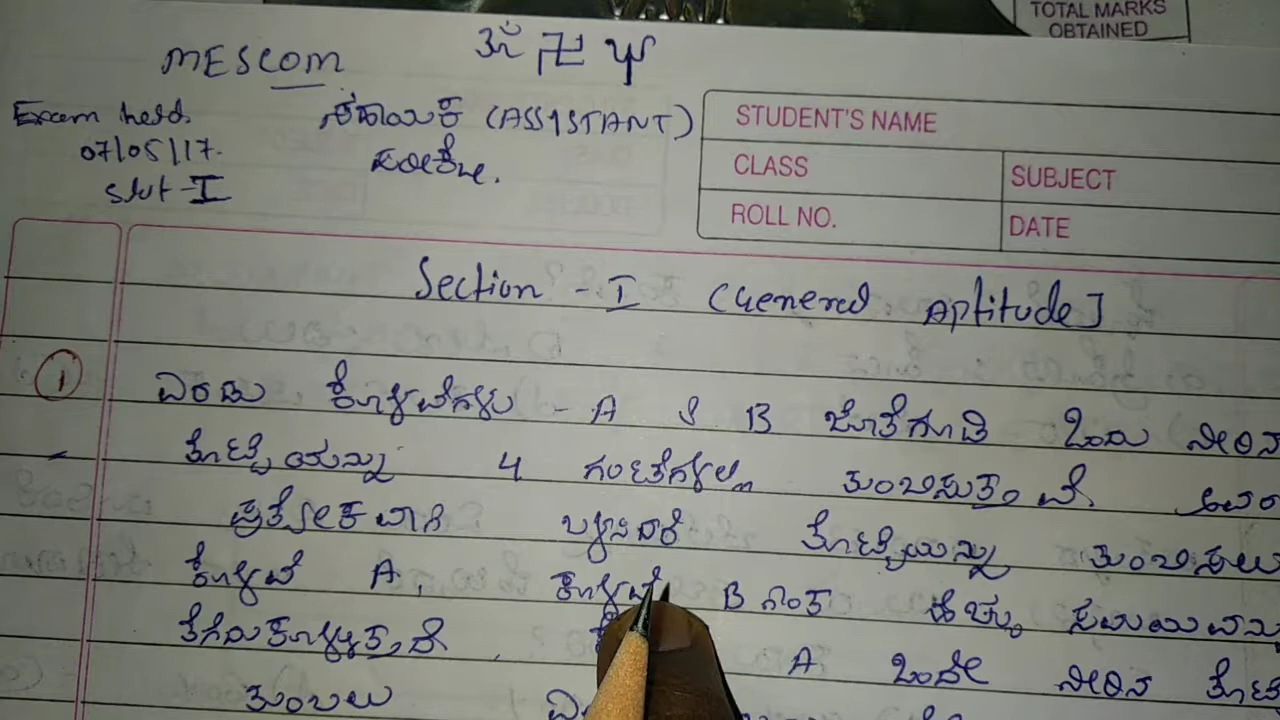 TOTAL MARKS
OBTAINED
MESCOM ॐ 卍
Exam held. ಸಹಾಯಕ (ASSISTANT)
07/05/17.
slot-I
STUDENT'S NAME
CLASS SUBJECT
ROLL NO. DATE
Section - I (General Aptitude]
1 ಎರಡು ಕೊಳವೆಗಳು - A & B ಜೊತೆಗೂಡಿ ಒಂದು ನೀರಿನ
ತೊಟ್ಟಿಯನ್ನು 4 ಗಂಟೆಗಳಲ್ಲಿ ತುಂಬಿಸುತ್ತವೆ.
ಪ್ರತ್ಯೇಕವಾಗಿ ಬಳಸಿದರೆ ತೊಟ್ಟಿಯನ್ನು ತುಂಬಿಸಲು
ಕೊಳವೆ A, ಕೊಳವೆ B ಗಿಂತ ಹೆಚ್ಚು ಸಮಯವನ್ನು
ತೆಗೆದುಕೊಳ್ಳುತ್ತದೆ. A ಒಂದೇ ನೀರಿನ ತೊಟ್ಟಿ
ತುಂಬಲು